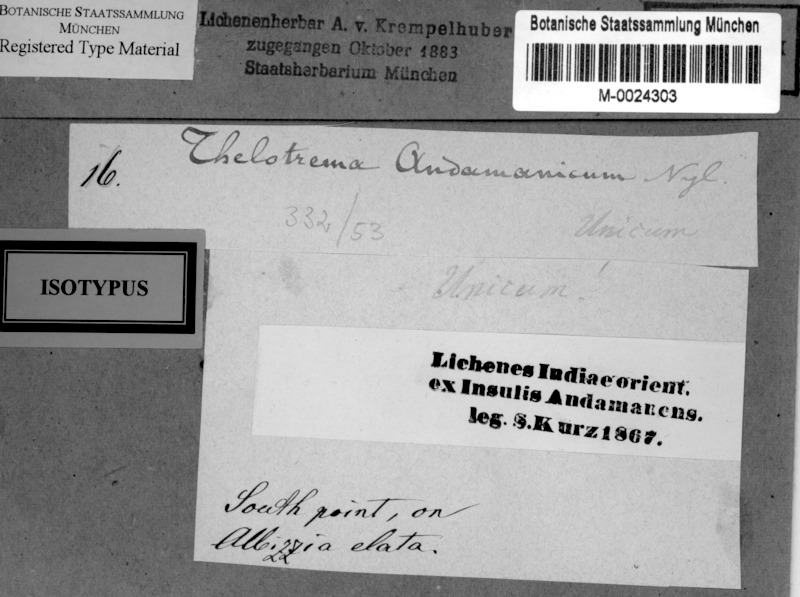 BOTANISCHE STAATSSAMMLUNG
MÜNCHEN
Registered Type Material
Lichenenherbar A. v. Krempelhuber
zugegangen Oktober 1883
Staatsherbarium München
Botanische Staatssammlung München
M-0024303
16.
Thelotrema Andamanicum Nyl.
332/53
Unicum
ISOTYPUS
Unicum!
Lichenes Indiae orient.
ex Insulis Andamanens.
leg. S. Kurz 1867.
South point, on
Albizzia elata.